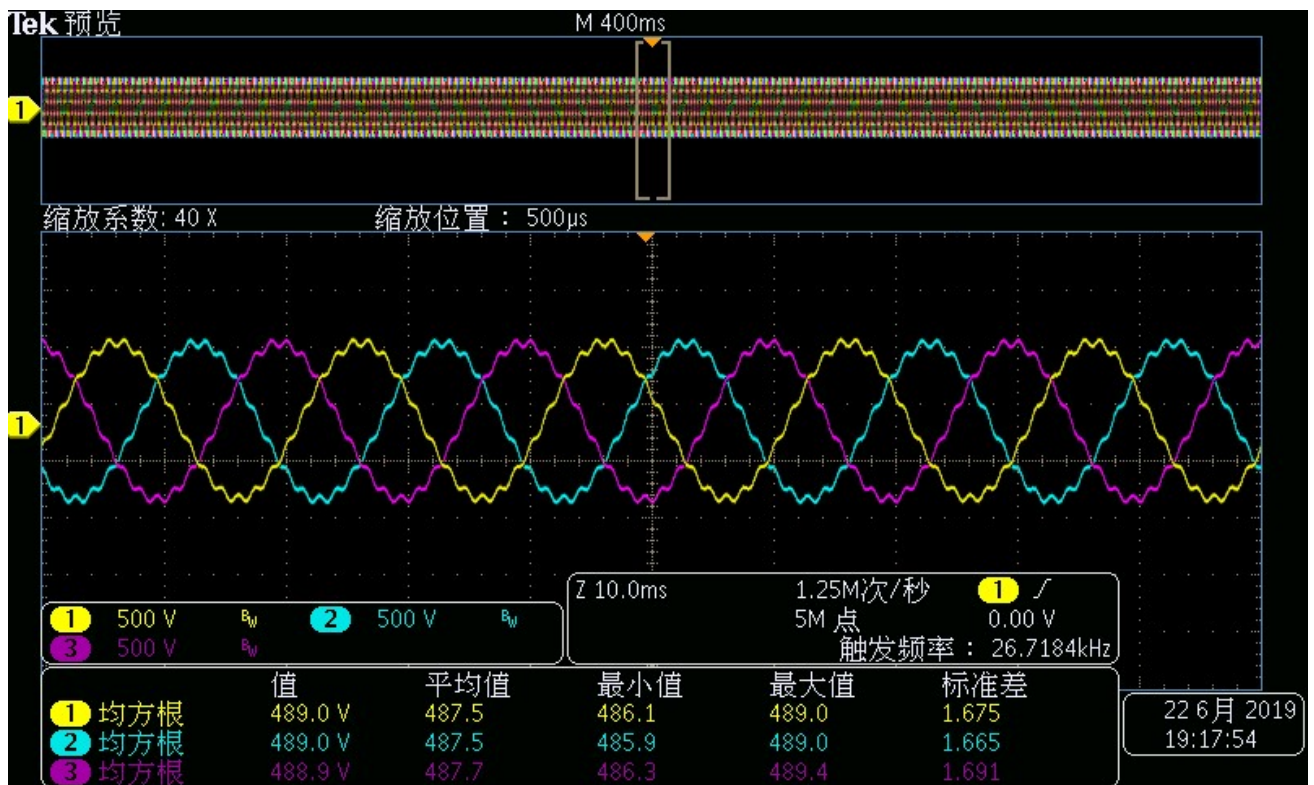 Tek 预览 M 400ms
1
缩放系数: 40 X 缩放位置： 500µs
1
Z 10.0ms 1.25M次/秒 1
1 500 V BW 2 500 V BW 5M 点 0.00 V
3 500 V BW 触发频率： 26.7184kHz
值 平均值 最小值 最大值 标准差
1 均方根 489.0 V 487.5 486.1 489.0 1.675
2 均方根 489.0 V 487.5 485.9 489.0 1.665
3 均方根 488.9 V 487.7 486.3 489.4 1.691
22 6月 2019
19:17:54